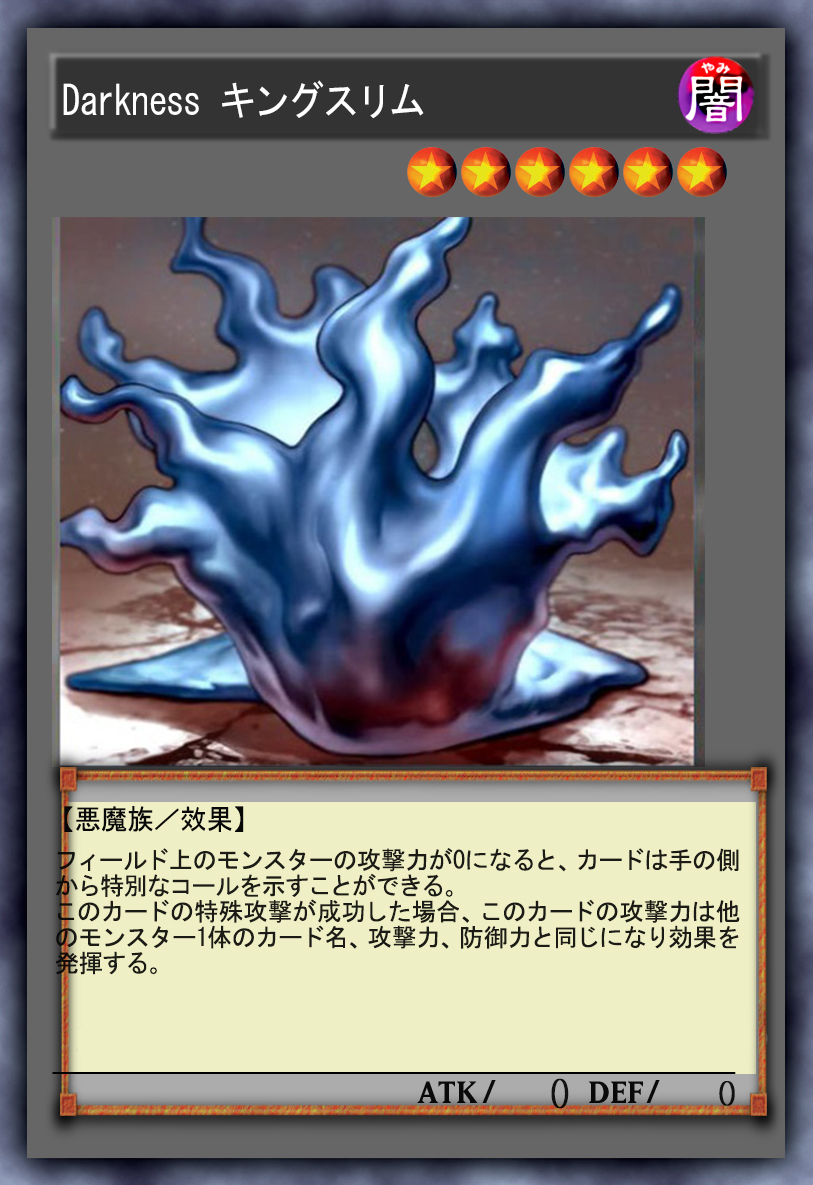 Darkness キングスリム
やみ
闇
【悪魔族／効果】
フィールド上のモンスターの攻撃力が0になると、カードは手の側
から特別なコールを示すことができる。
このカードの特殊攻撃が成功した場合、このカードの攻撃力は他
のモンスター1体のカード名、攻撃力、防御力と同じになり効果を
発揮する。
ATK/ 0 DEF/ 0